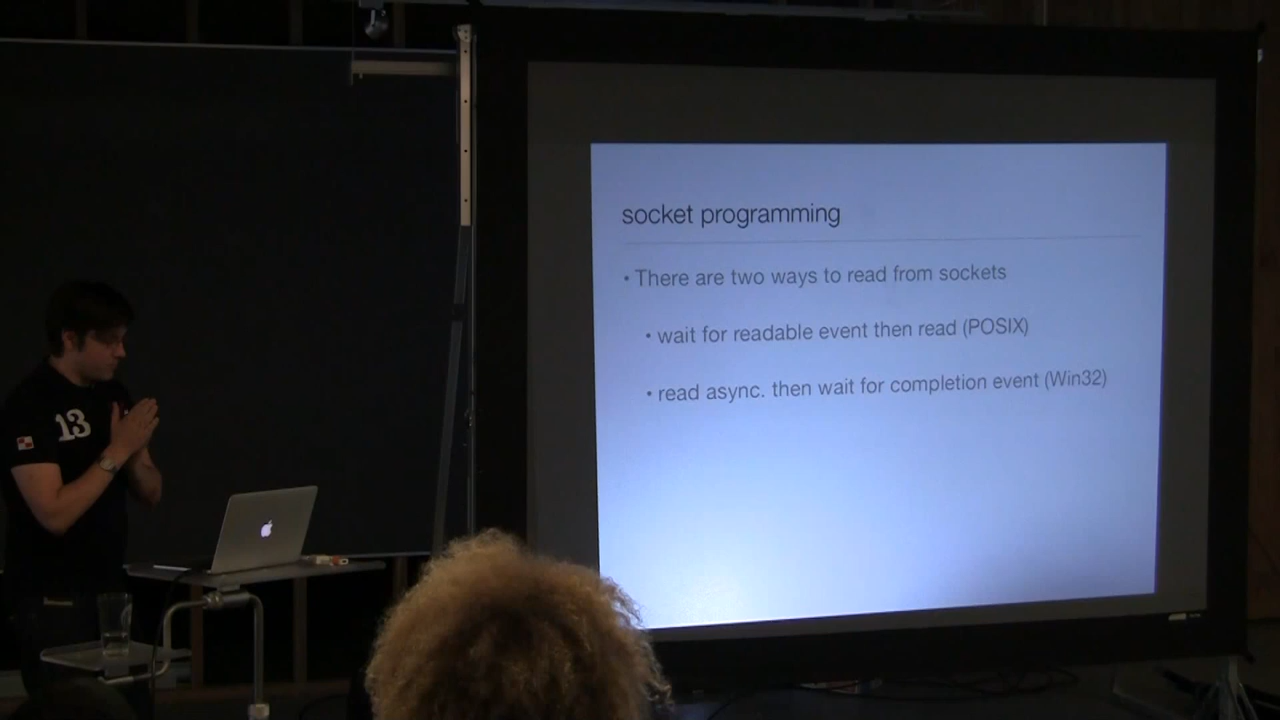 socket programming
• There are two ways to read from sockets
• wait for readable event then read (POSIX)
• read async. then wait for completion event (Win32)
13